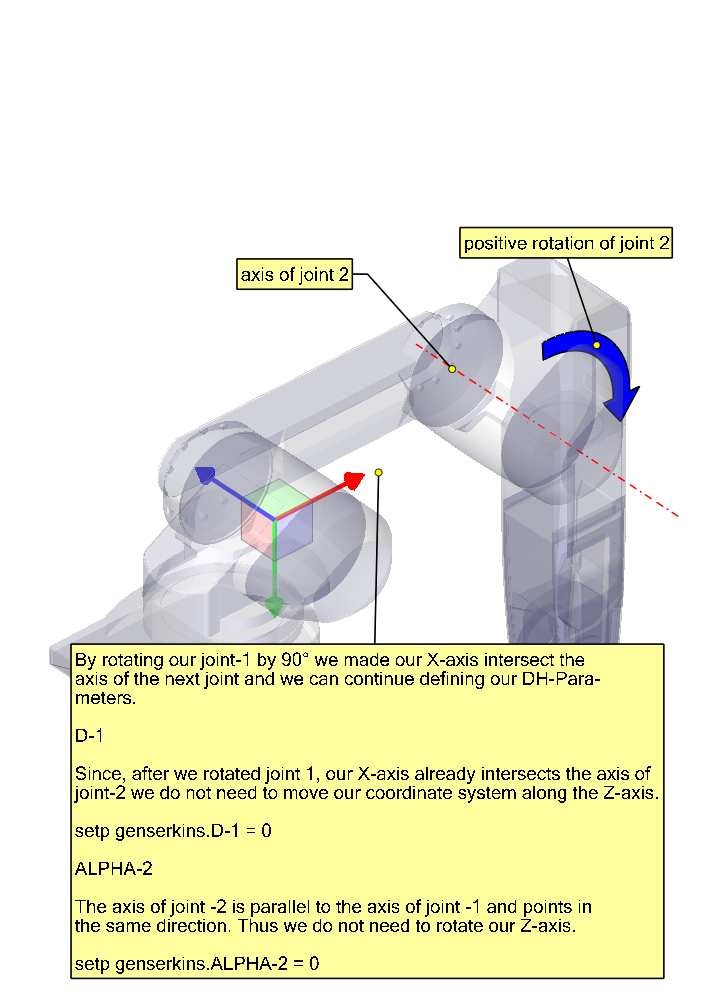 positive rotation of joint 2
axis of joint 2
By rotating our joint-1 by 90° we made our X-axis intersect the
axis of the next joint and we can continue defining our DH-Para-
meters.
D-1
Since, after we rotated joint 1, our X-axis already intersects the axis of
joint-2 we do not need to move our coordinate system along the Z-axis.
setp genserkins.D-1 = 0
ALPHA-2
The axis of joint -2 is parallel to the axis of joint -1 and points in
the same direction. Thus we do not need to rotate our Z-axis.
setp genserkins.ALPHA-2 = 0